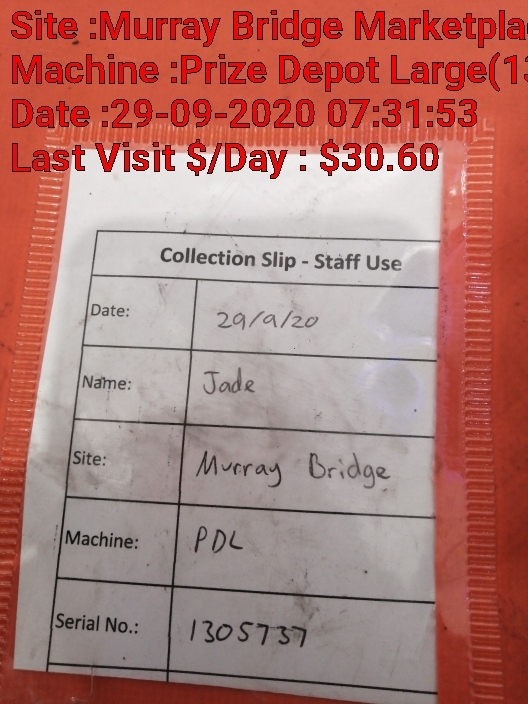 Site :Murray Bridge Marketpla
Machine :Prize Depot Large(13
Date :29-09-2020 07:31:53
Last Visit $/Day : $30.60
Collection Slip - Staff Use
Date: 29/9/20
Name: Jade
Site: Murray Bridge
Machine: PDL
Serial No.: 1305737